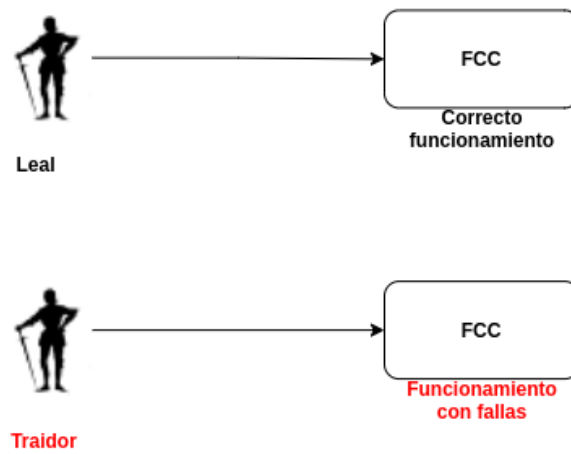 FCC
Correcto
funcionamiento
Leal
FCC
Funcionamiento
con fallas
Traidor